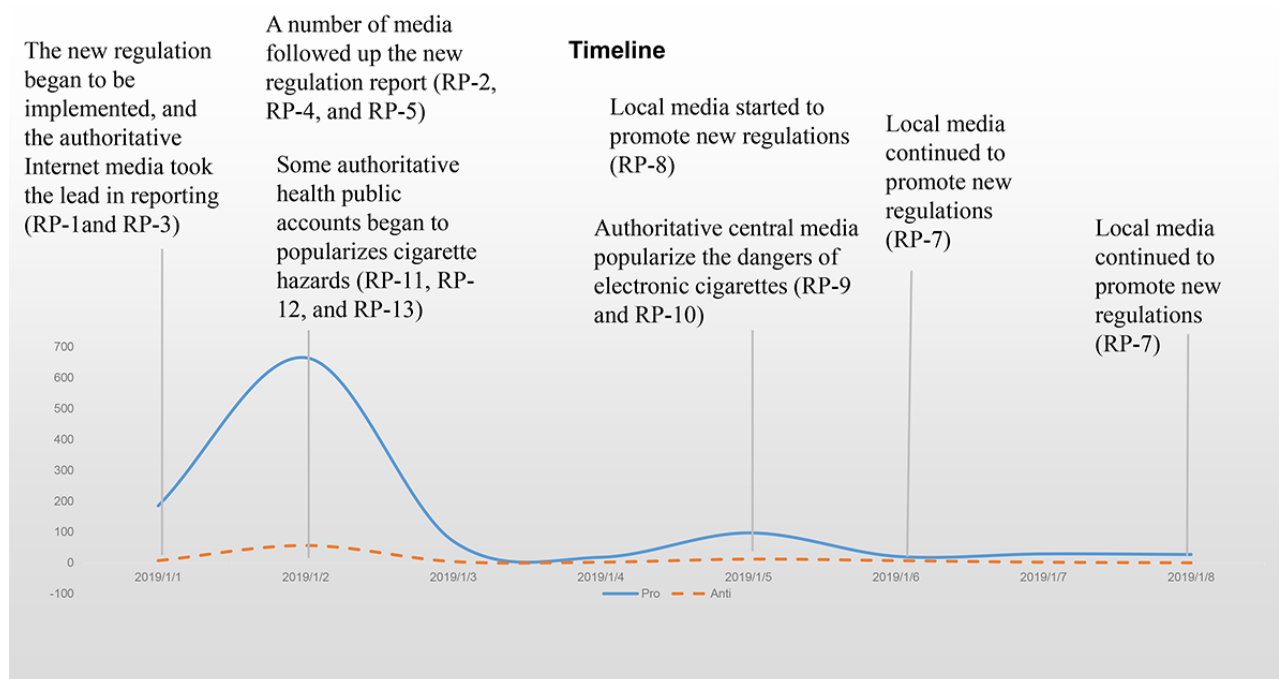 The new regulation
began to be
implemented, and
the authoritative
Internet media took
the lead in reporting
(RP-1and RP-3)
A number of media
followed up the new
regulation report (RP-2,
RP-4, and RP-5)
Some authoritative
health public
accounts began to
popularizes cigarette
hazards (RP-11, RP-
12, and RP-13)
Timeline
Local media started to
promote new regulations
(RP-8)
Authoritative central media
popularize the dangers of
electronic cigarettes (RP-9
and RP-10)
Local media
continued to
promote new
regulations
(RP-7)
Local media
continued to
promote new
regulations
(RP-7)
700
600
500
400
300
200
100
0
-100
2019/1/1 2019/1/2 2019/1/3 2019/1/4 2019/1/5 2019/1/6 2019/1/7 2019/1/8
Pro Anti